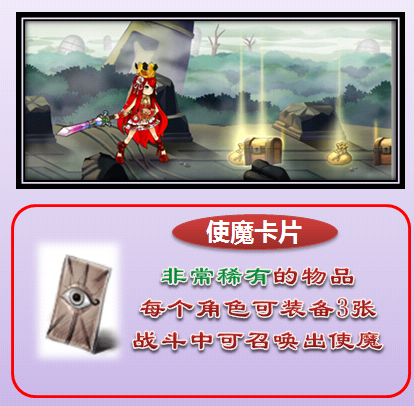 使魔卡片
非常稀有的物品
每个角色可装备3张
战斗中可召唤出使魔